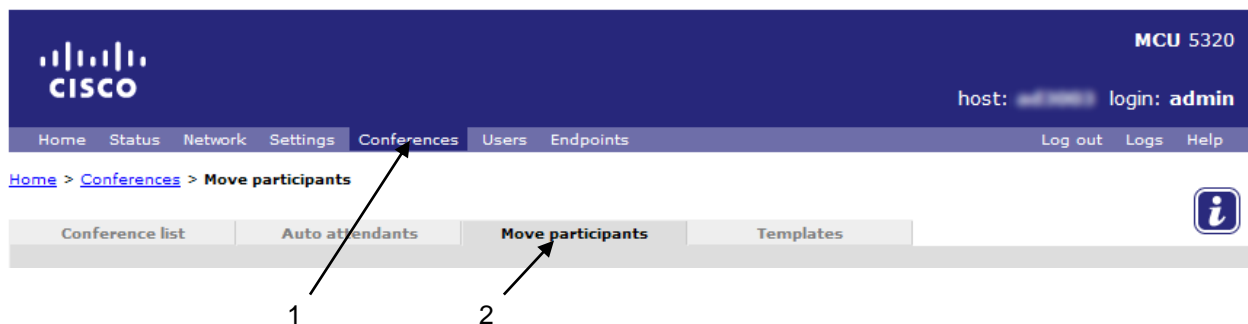 MCU 5320
CISCO
host: login: admin
Home Status Network Settings Conferences Users Endpoints Log out Logs Help
Home > Conferences > Move participants
i
Conference list Auto attendants Move participants Templates
1 2